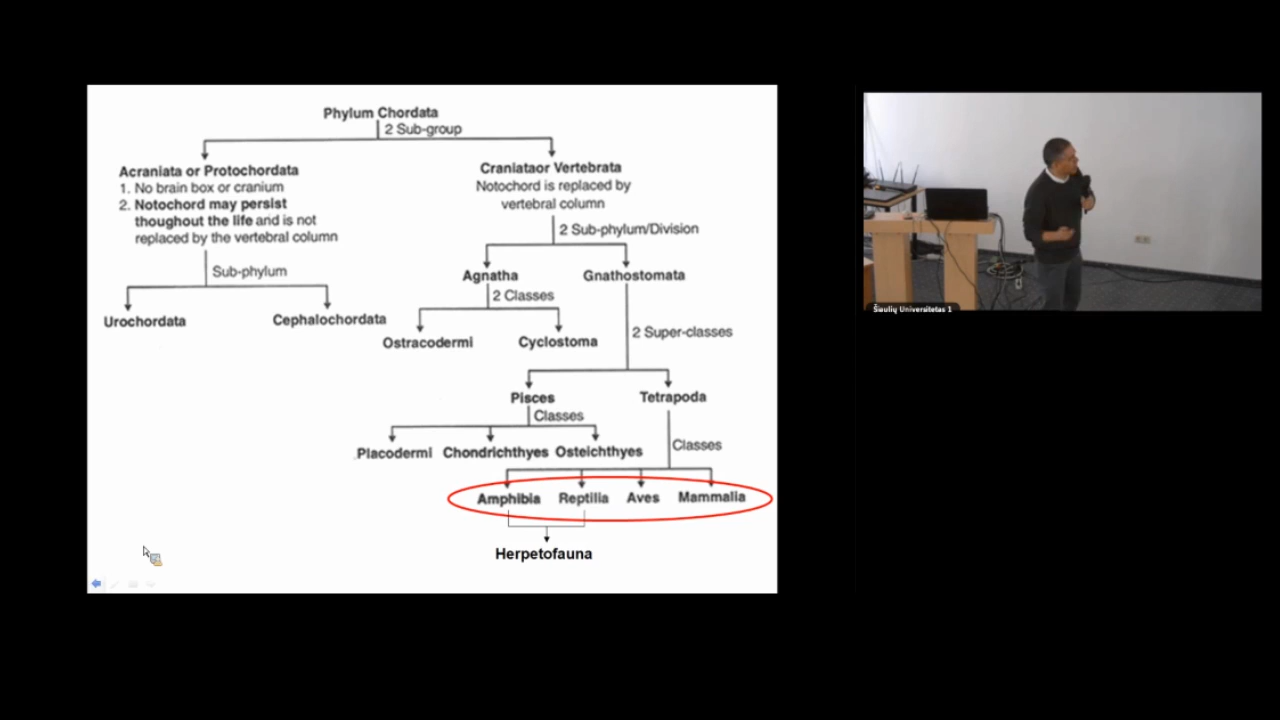 Phylum Chordata
2 Sub-group
Acraniata or Protochordata
1. No brain box or cranium
2. Notochord may persist
thoughout the life and is not
replaced by the vertebral column
Craniataor Vertebrata
Notochord is replaced by
vertebral column
Sub-phylum
2 Sub-phylum/Division
Urochordata
Cephalochordata
Agnatha
Gnathostomata
2 Classes
Ostracodermi
Cyclostoma
2 Super-classes
Pisces
Tetrapoda
Classes
Classes
Placodermi
Chondrichthyes
Osteichthyes
Amphibia
Reptilia
Aves
Mammalia
Herpetofauna
Šiaulių Universitetas 1